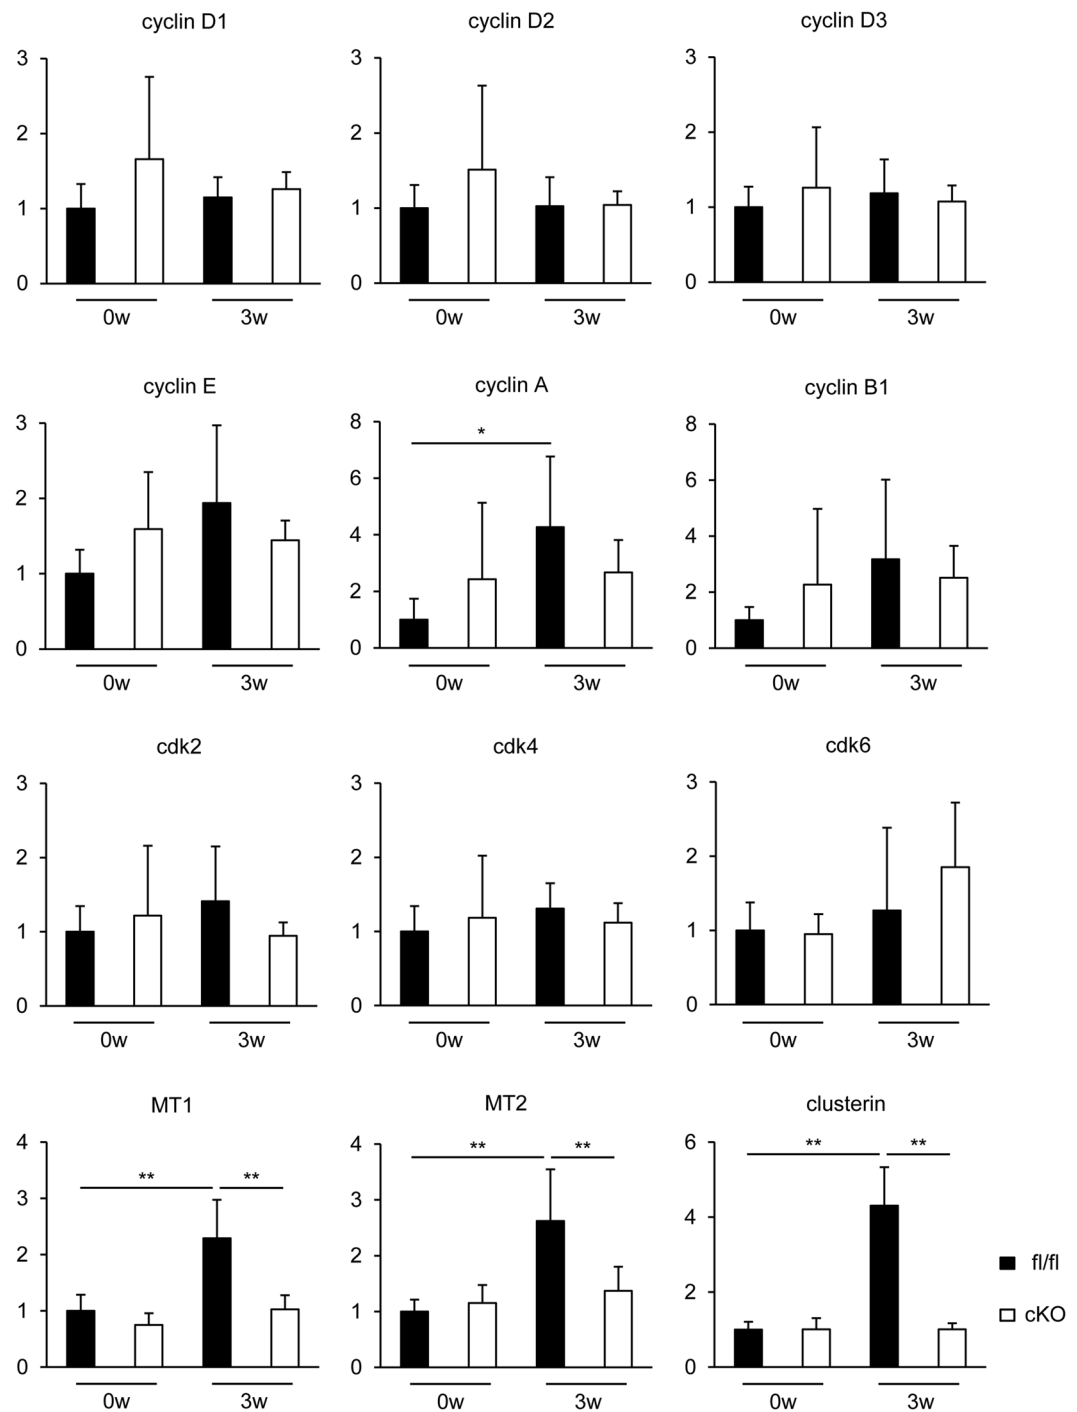 cyclin D1 cyclin D2 cyclin D3
3 3 3
2 2 2
1 1 1
0 0 0
0w 3w 0w 3w 0w 3w
cyclin E cyclin A cyclin B1
3 8 8
*
2 6 6
4 4
1 2 2
0 0 0
0w 3w 0w 3w 0w 3w
cdk2 cdk4 cdk6
3 3 3
2 2 2
1 1 1
0 0 0
0w 3w 0w 3w 0w 3w
MT1 MT2 clusterin
4 4 6
** ** ** ** ** **
3 3
4
2 2
fl/fl
2
1 1
cKO
0 0 0
0w 3w 0w 3w 0w 3w